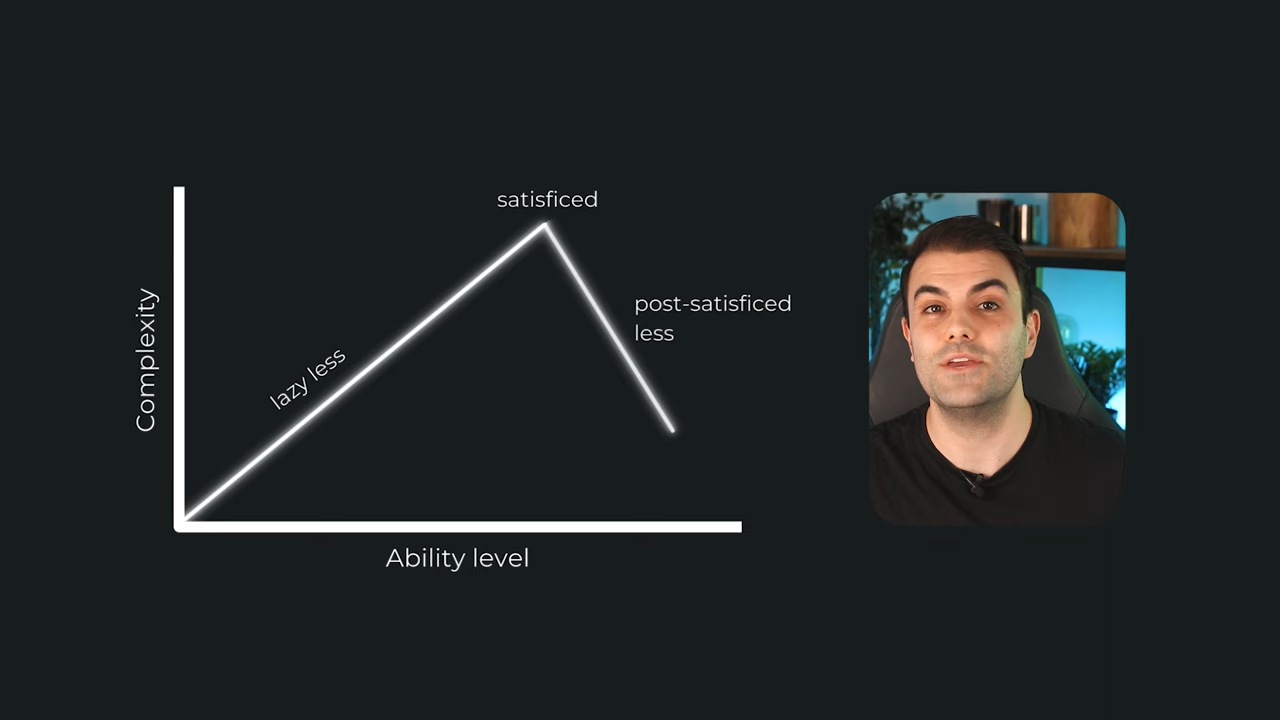 satisficed
post-satisficed
less
lazy less
Complexity
Ability level